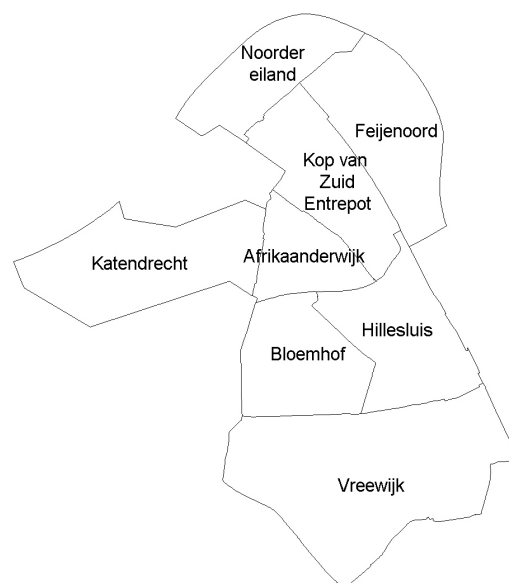 Noorder
eiland
Feijenoord
Kop van
Zuid
Entrepot
Afrikaanderwijk
Katendrecht
Hillesluis
Bloemhof
Vreewijk